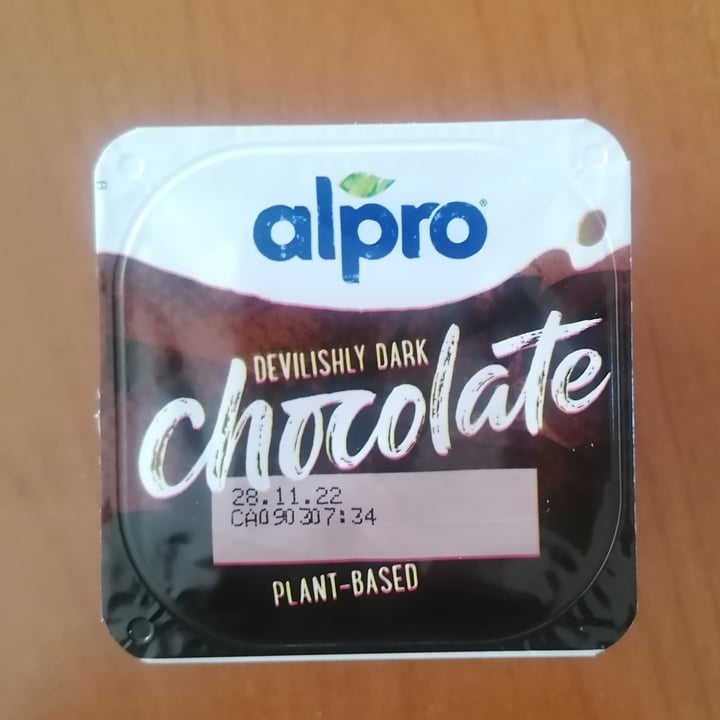 alpro®
DEVILISHLY DARK
chocolate
28.11.22
CA090307:34
PLANT-BASED